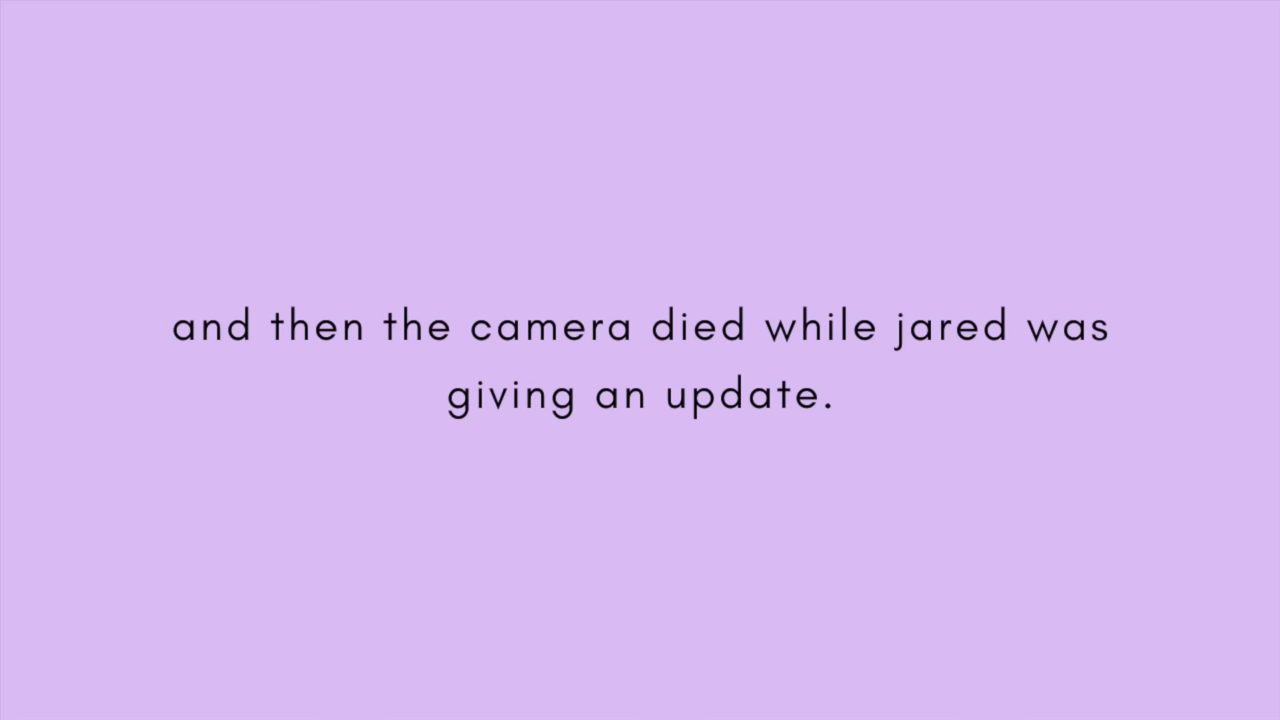 and then the camera died while jared was
giving an update.